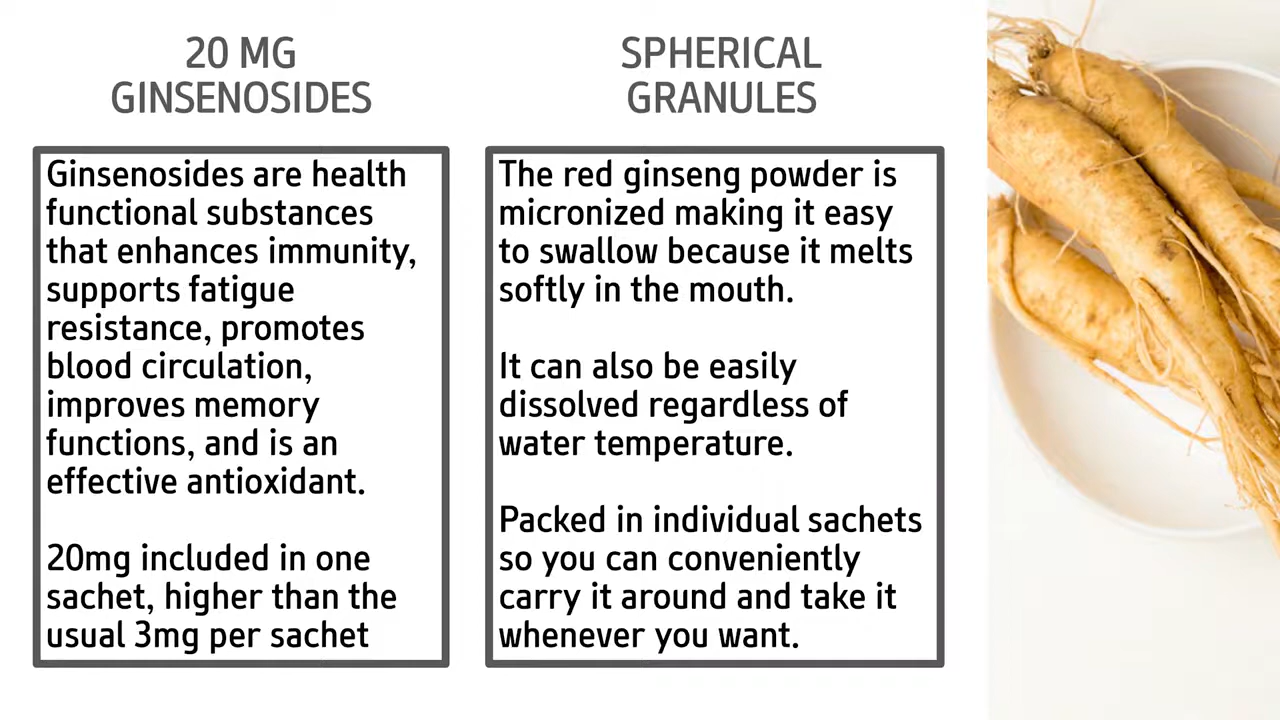 20 MG
GINSENOSIDES
Ginsenosides are health
functional substances
that enhances immunity,
supports fatigue
resistance, promotes
blood circulation,
improves memory
functions, and is an
effective antioxidant.
20mg included in one
sachet, higher than the
usual 3mg per sachet
SPHERICAL
GRANULES
The red ginseng powder is
micronized making it easy
to swallow because it melts
softly in the mouth.
It can also be easily
dissolved regardless of
water temperature.
Packed in individual sachets
so you can conveniently
carry it around and take it
whenever you want.